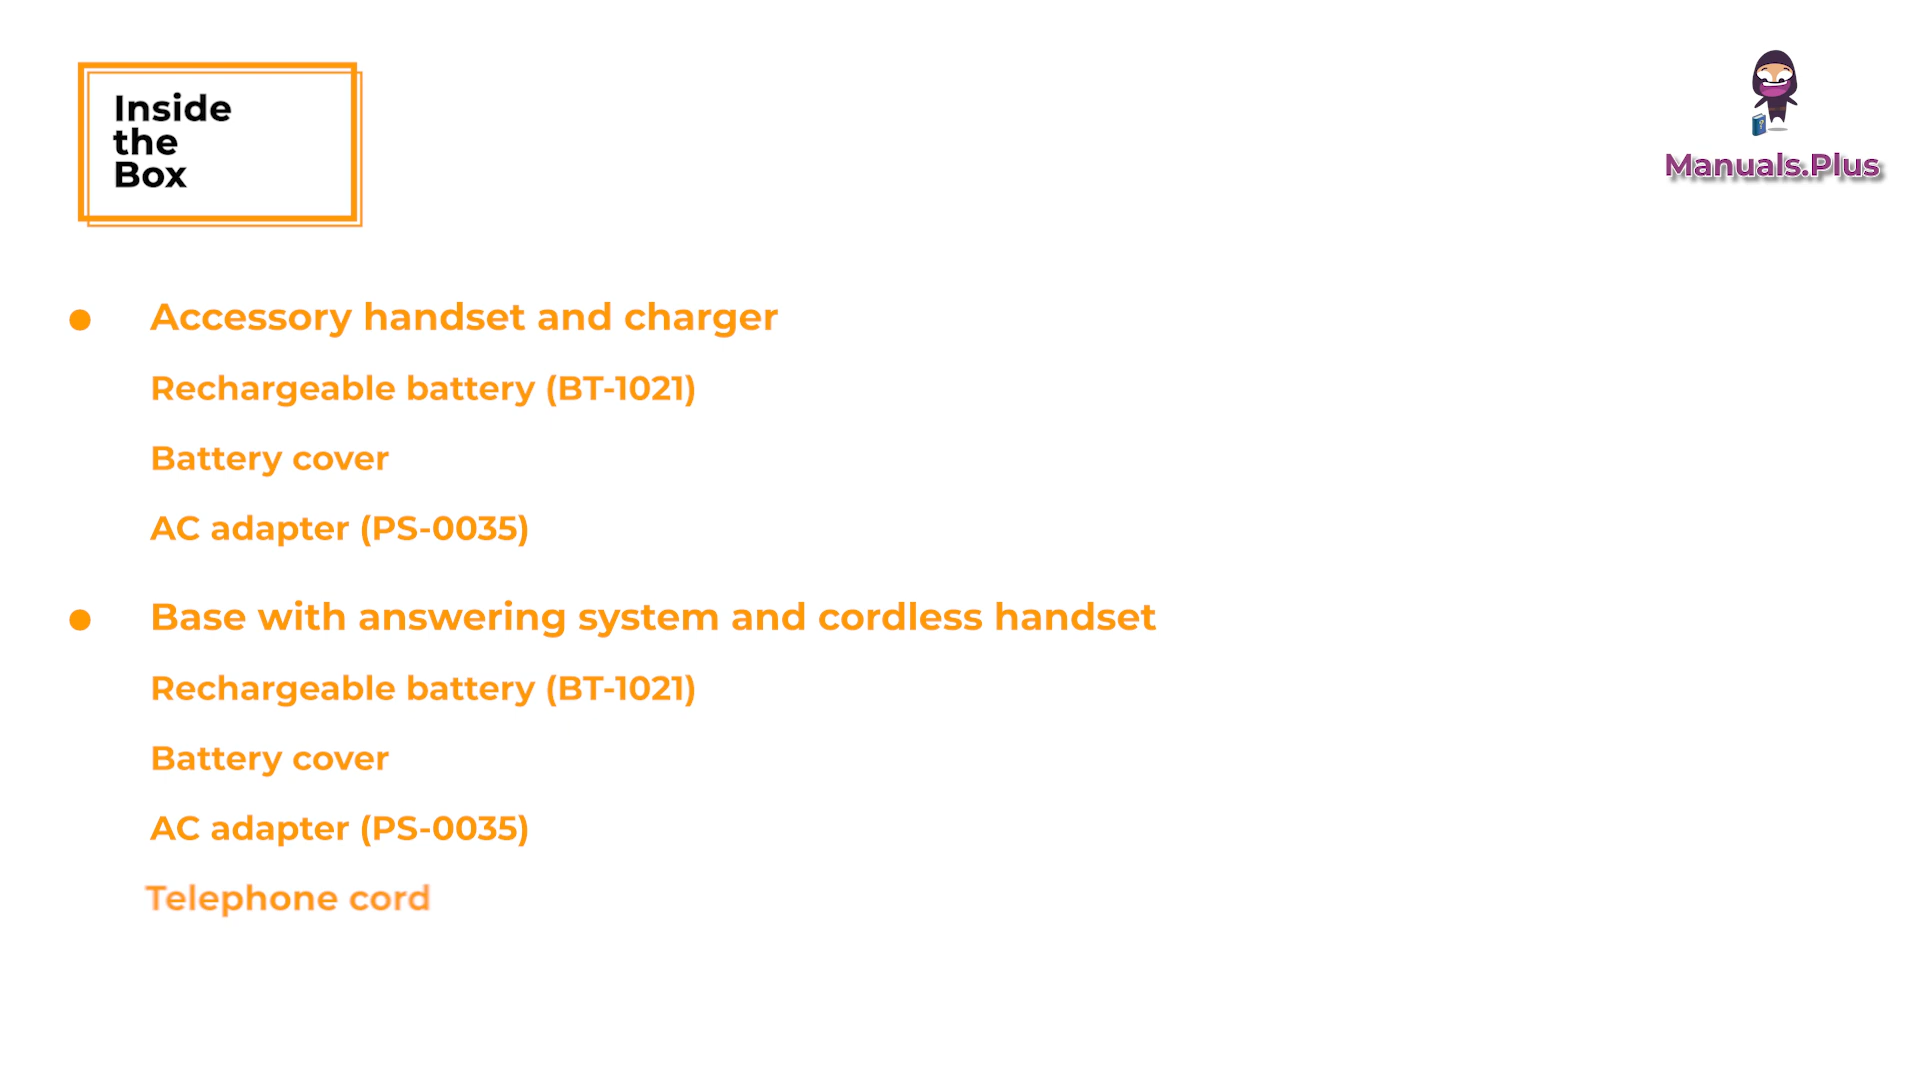 Inside
the
Box
Manuals.Plus
Accessory handset and charger
Rechargeable battery (BT-1021)
Battery cover
AC adapter (PS-0035)
Base with answering system and cordless handset
Rechargeable battery (BT-1021)
Battery cover
AC adapter (PS-0035)
Telephone cord